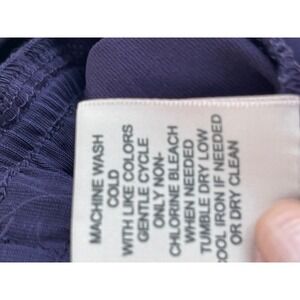 MACHINE WASH
COLD
WITH LIKE COLORS
GENTLE CYCLE
ONLY NON-
CHLORINE BLEACH
WHEN NEEDED
TUMBLE DRY LOW
COOL IRON IF NEEDED
OR DRY CLEAN